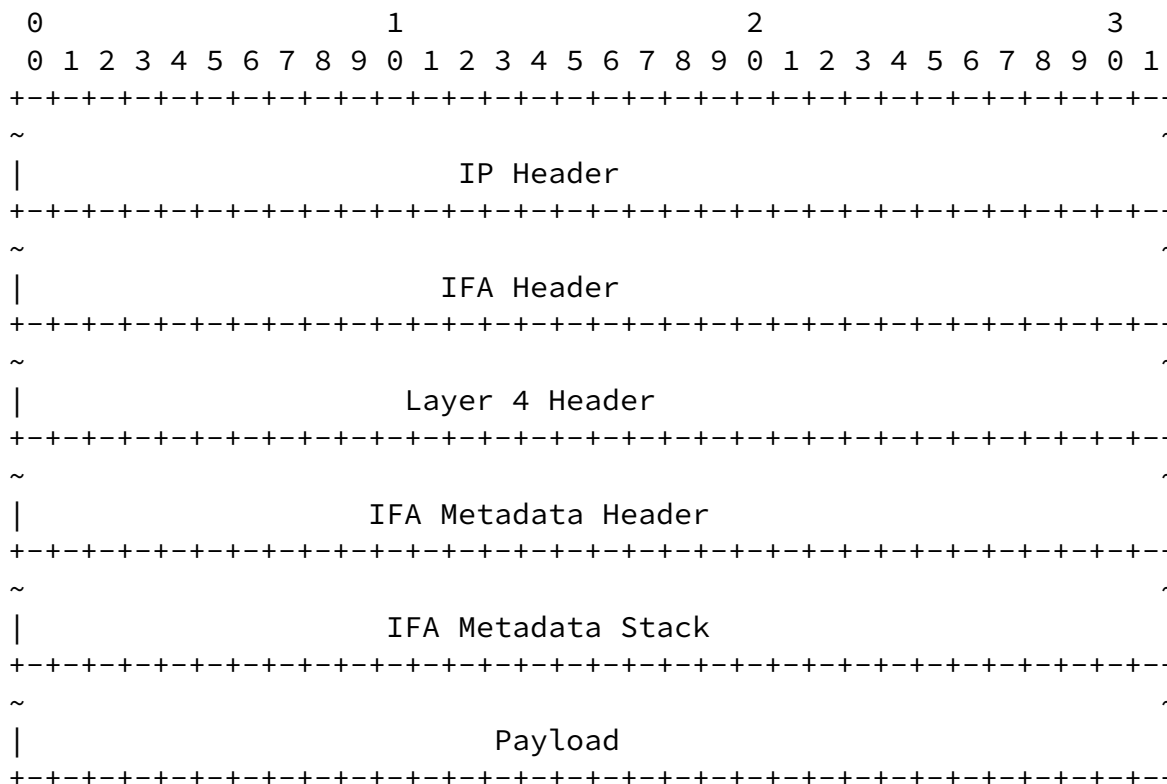 0                   1                   2                   3
 0 1 2 3 4 5 6 7 8 9 0 1 2 3 4 5 6 7 8 9 0 1 2 3 4 5 6 7 8 9 0 1
+-+-+-+-+-+-+-+-+-+-+-+-+-+-+-+-+-+-+-+-+-+-+-+-+-+-+-+-+-+-+-+--
~                                                               ~
|                        IP Header
+-+-+-+-+-+-+-+-+-+-+-+-+-+-+-+-+-+-+-+-+-+-+-+-+-+-+-+-+-+-+-+--
~                                                               ~
|                       IFA Header
+-+-+-+-+-+-+-+-+-+-+-+-+-+-+-+-+-+-+-+-+-+-+-+-+-+-+-+-+-+-+-+--
~                                                               ~
|                     Layer 4 Header
+-+-+-+-+-+-+-+-+-+-+-+-+-+-+-+-+-+-+-+-+-+-+-+-+-+-+-+-+-+-+-+--
~                                                               ~
|                   IFA Metadata Header
+-+-+-+-+-+-+-+-+-+-+-+-+-+-+-+-+-+-+-+-+-+-+-+-+-+-+-+-+-+-+-+--
~                                                               ~
|                    IFA Metadata Stack
+-+-+-+-+-+-+-+-+-+-+-+-+-+-+-+-+-+-+-+-+-+-+-+-+-+-+-+-+-+-+-+--
~                                                               ~
|                          Payload
+-+-+-+-+-+-+-+-+-+-+-+-+-+-+-+-+-+-+-+-+-+-+-+-+-+-+-+-+-+-+-+--